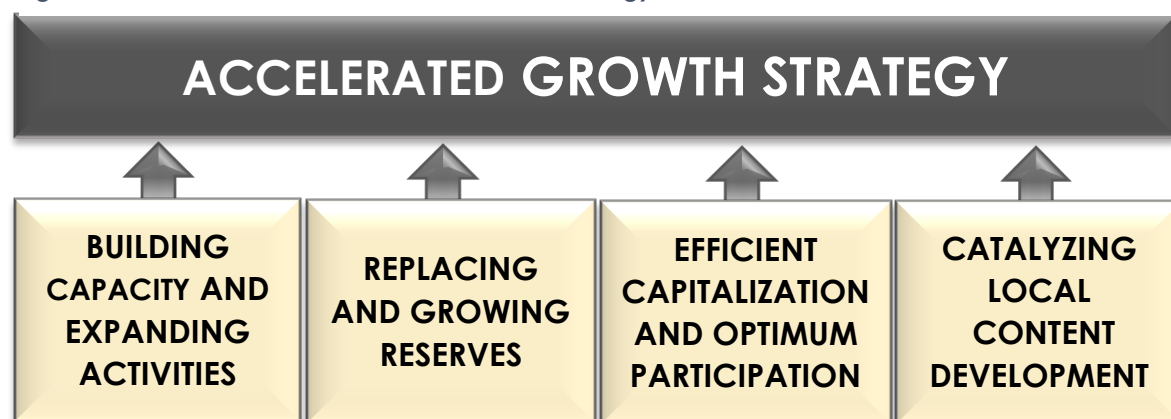 ACCELERATED GROWTH STRATEGY
BUILDING
CAPACITY AND
EXPANDING
ACTIVITIES
REPLACING
AND GROWING
RESERVES
EFFICIENT
CAPITALIZATION
AND OPTIMUM
PARTICIPATION
CATALYZING
LOCAL
CONTENT
DEVELOPMENT